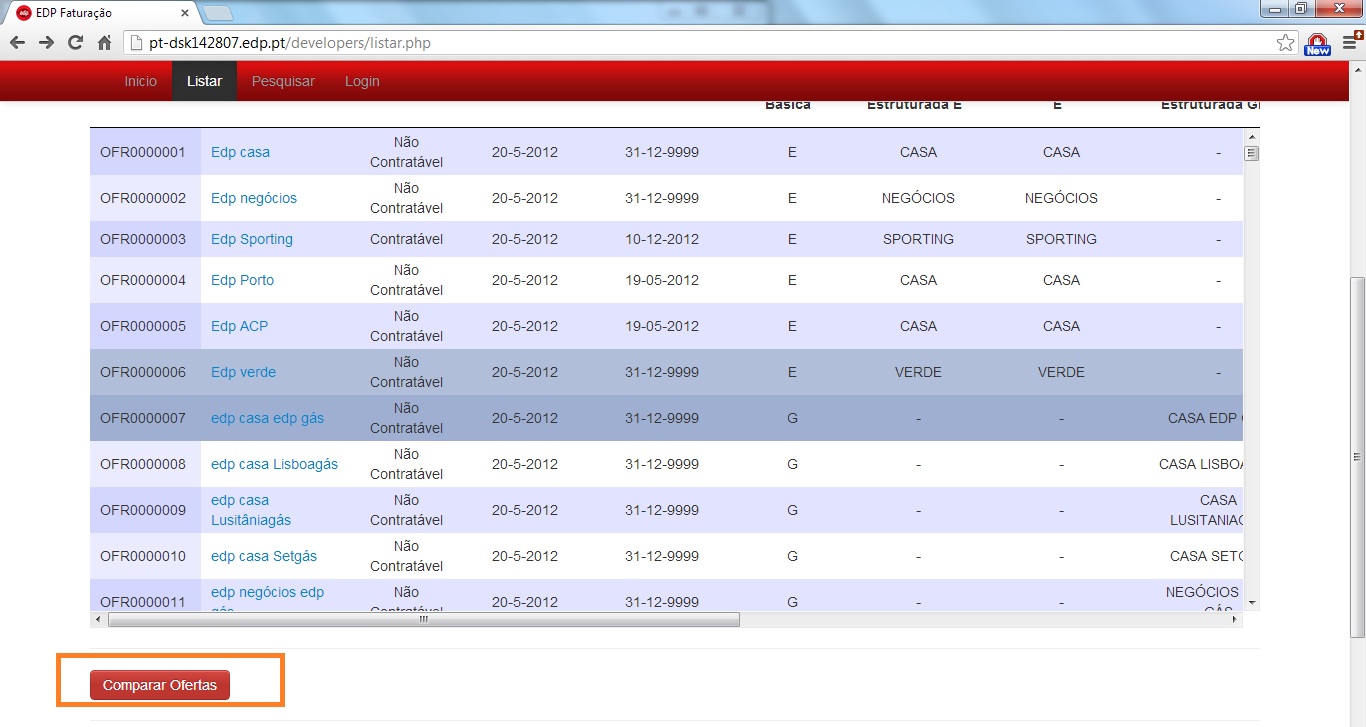 EDP Faturação
pt-dsk142807.edp.pt/developers/listar.php
New
Inicio Listar Pesquisar Login
Básica Estruturada E E Estruturada
OFR0000001 Edp casa Não Contratável 20-5-2012 31-12-9999 E CASA CASA -
OFR0000002 Edp negócios Não Contratável 20-5-2012 31-12-9999 E NEGÓCIOS NEGÓCIOS -
OFR0000003 Edp Sporting Contratável 20-5-2012 10-12-2012 E SPORTING SPORTING -
OFR0000004 Edp Porto Não Contratável 20-5-2012 19-05-2012 E CASA CASA -
OFR0000005 Edp ACP Não Contratável 20-5-2012 19-05-2012 E CASA CASA -
OFR0000006 Edp verde Não Contratável 20-5-2012 31-12-9999 E VERDE VERDE -
OFR0000007 edp casa edp gás Não Contratável 20-5-2012 31-12-9999 G - - CASA EDP
OFR0000008 edp casa Lisboagás Não Contratável 20-5-2012 31-12-9999 G - - CASA
OFR0000009 edp casa Lusitâniagás Não Contratável 20-5-2012 31-12-9999 G - - CASA
OFR0000010 edp casa Setgás Não Contratável 20-5-2012 31-12-9999 G - - CASA
OFR0000011 edp negócios edp gás Não Contratável 20-5-2012 31-12-9999 G - - NEGÓCIOS GÁS
Comparar Ofertas